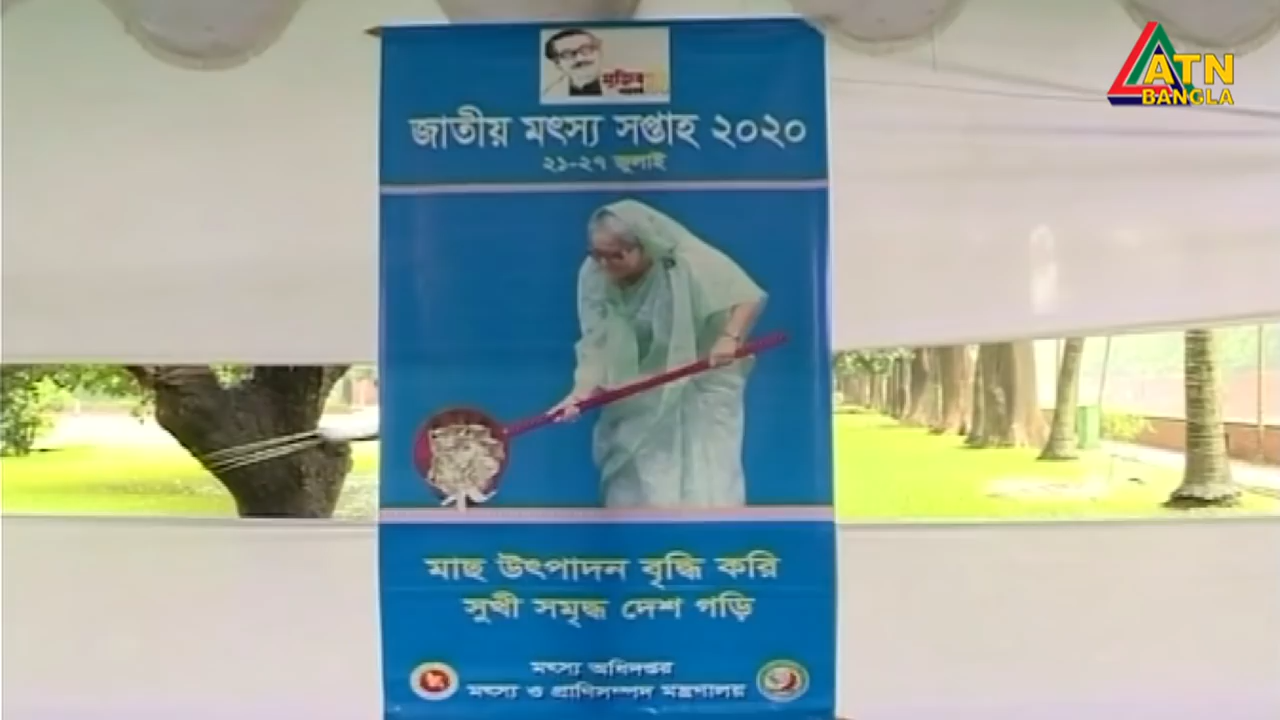 ATN
BANGLA
মুজিব
জাতীয় মৎস্য সপ্তাহ ২০২০
২১-২৭ জুলাই
মাছ উৎপাদন বৃদ্ধি করি
সুখী সমৃদ্ধ দেশ গড়ি
মৎস্য অধিদপ্তর
মৎস্য ও প্রাণিসম্পদ মন্ত্রণালয়